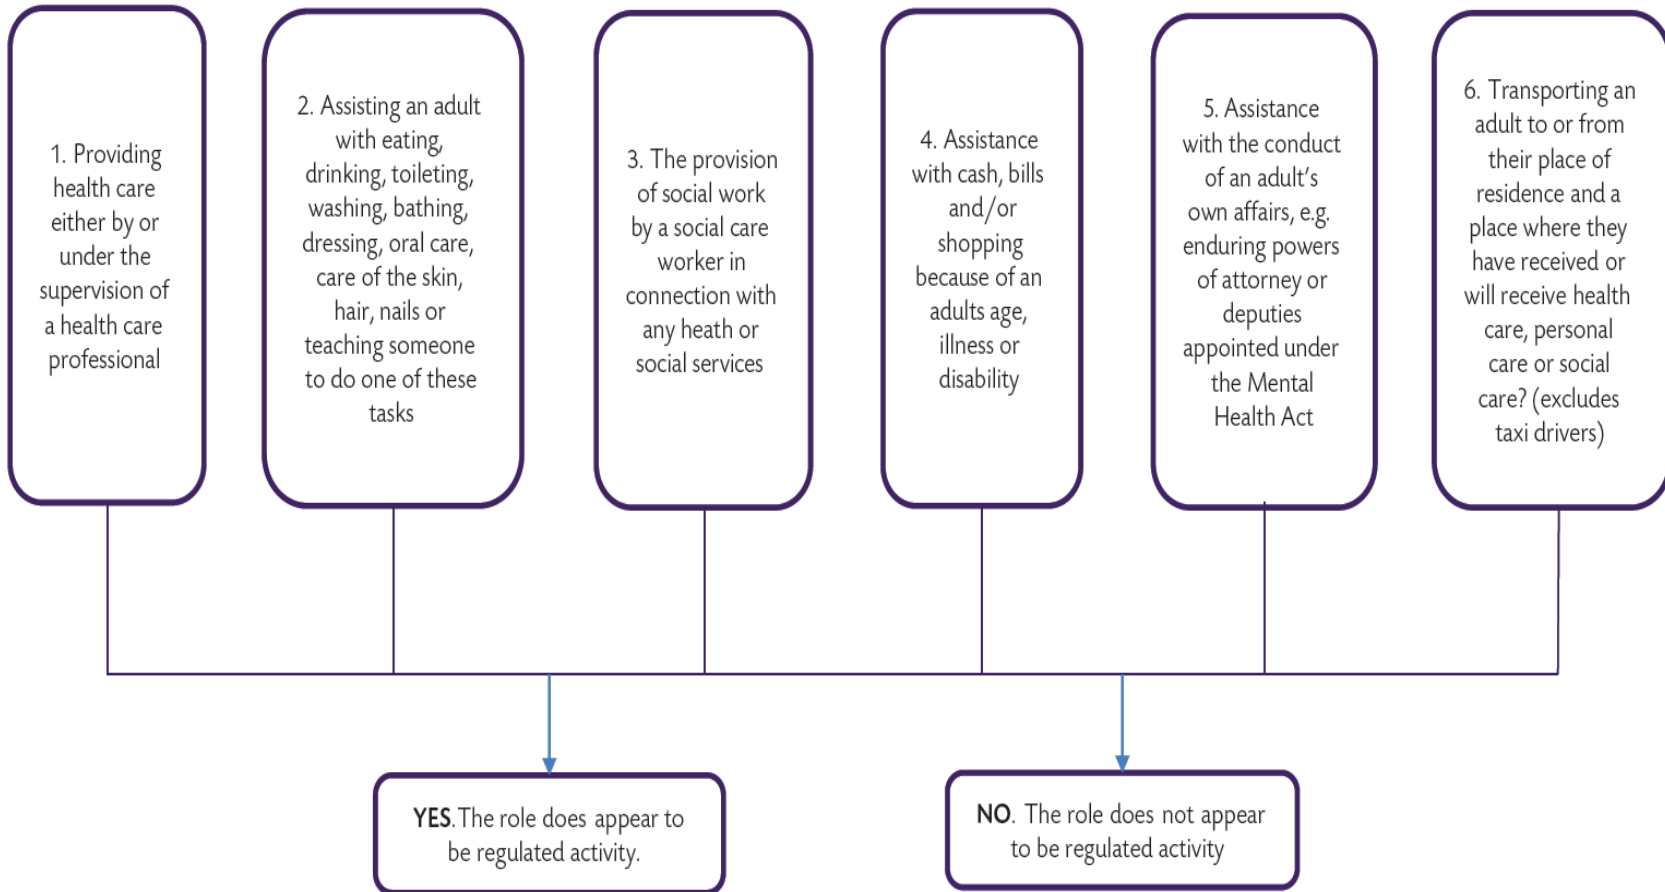 1. Providing
health care
either by or
under the
supervision of
a health care
professional
2. Assisting an adult
with eating,
drinking, toileting,
washing, bathing,
dressing, oral care,
care of the skin,
hair, nails or
teaching someone
to do one of these
tasks
3. The provision
of social work
by a social care
worker in
connection with
any heath or
social services
4. Assistance
with cash, bills
and/or
shopping
because of an
adults age,
illness or
disability
5. Assistance
with the conduct
of an adult’s
own affairs, e.g.
enduring powers
of attorney or
deputies
appointed under
the Mental
Health Act
6. Transporting an
adult to or from
their place of
residence and a
place where they
have received or
will receive health
care, personal
care or social
care? (excludes
taxi drivers)
YES.The role does appear to
be regulated activity.
NO. The role does not appear
to be regulated activity